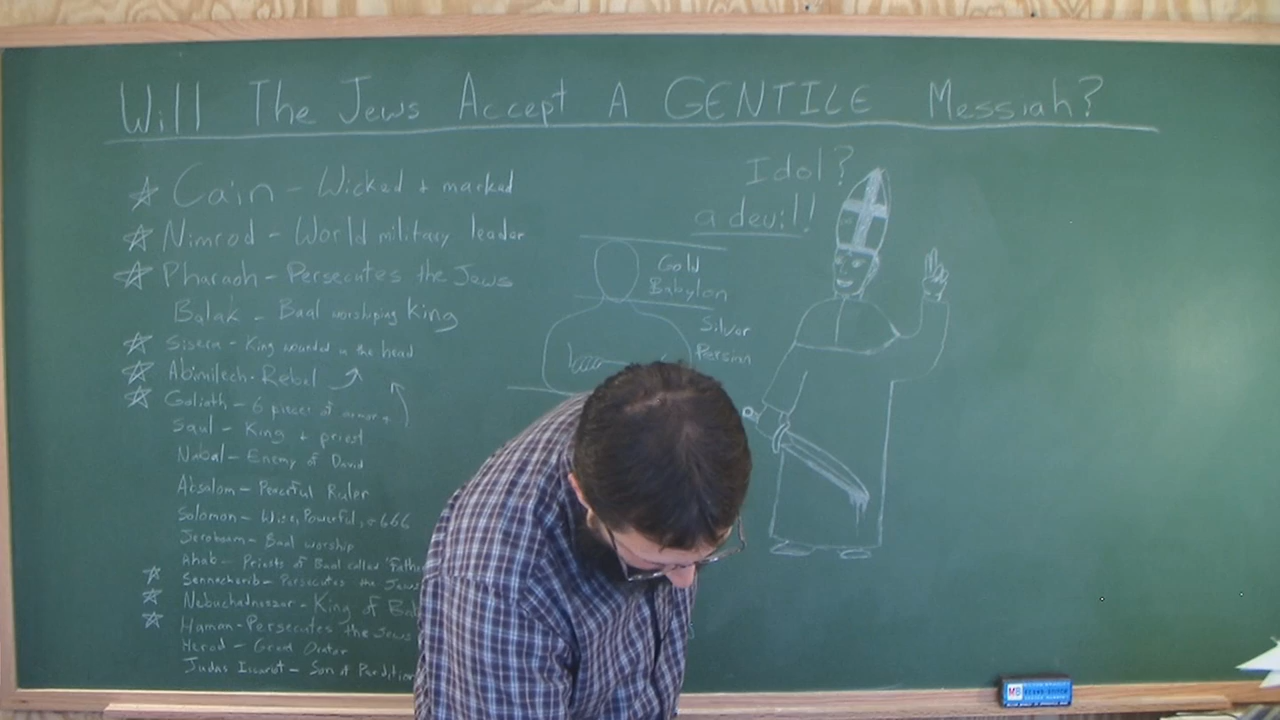 Will The Jews Accept A GENTILE Messiah?
Cain - Wicked + marked
Nimrod - World military leader
Pharaoh - Persecutes the Jews
Balak - Baal worshiping King
Sisera - King wounded in the head
Abimilech - Rebel
Goliath - 6 pieces of armor
Saul - King + priest
Nabal - Enemy of David
Absalom - Peaceful Ruler
Solomon - Wise, Powerful, + 666
Jeroboam - Baal worship
Ahab - Priests of Baal called "Fathe
Sennecherib - Persecutes the Jews
Nebuchadnezzar - King of Bab
Haman - Persecutes the Jews
Herod - Great Orator
Judas Iscariot - Son of Perdition
Idol?
a devil!
Gold
Babylon
Silver
Persian
MB